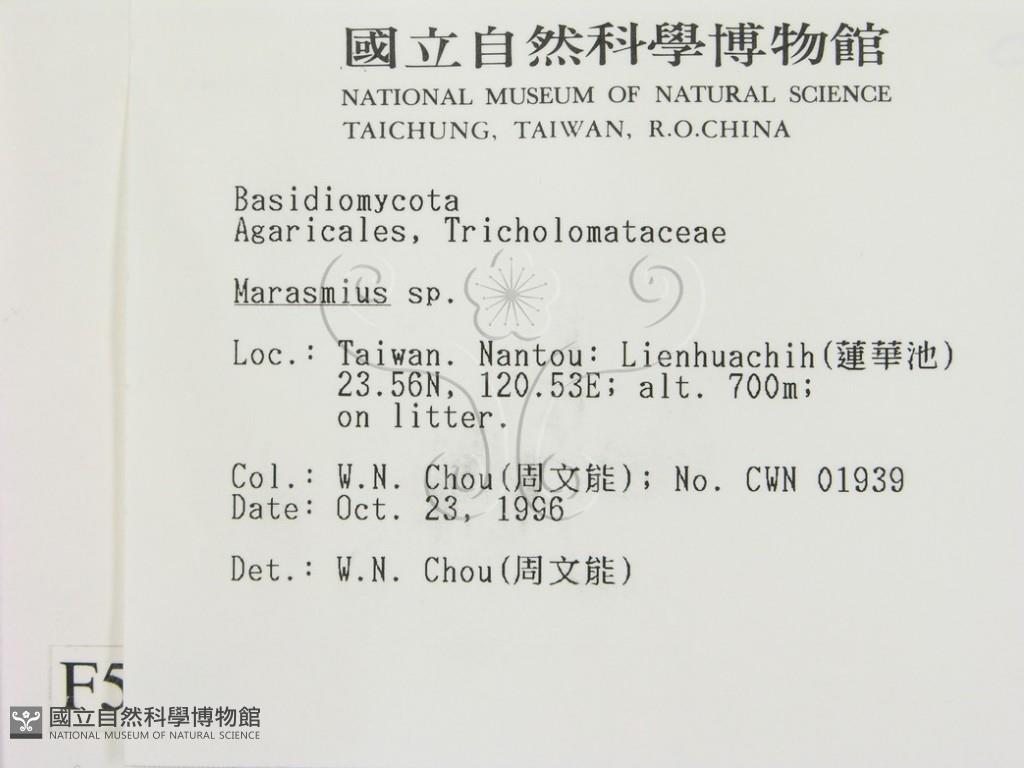 國立自然科學博物館
NATIONAL MUSEUM OF NATURAL SCIENCE
TAICHUNG, TAIWAN, R.O.CHINA
Basidiomycota
Agaricales, Tricholomataceae
Marasmius sp.
Loc.: Taiwan. Nantou: Lienhuachih(蓮華池)
23.56N, 120.53E; alt. 700m;
on litter.
Col.: W.N. Chou(周文能); No. CWN 01939
Date: Oct. 23, 1996
Det.: W.N. Chou(周文能)
F5
國立自然科學博物館
NATIONAL MUSEUM OF NATURAL SCIENCE